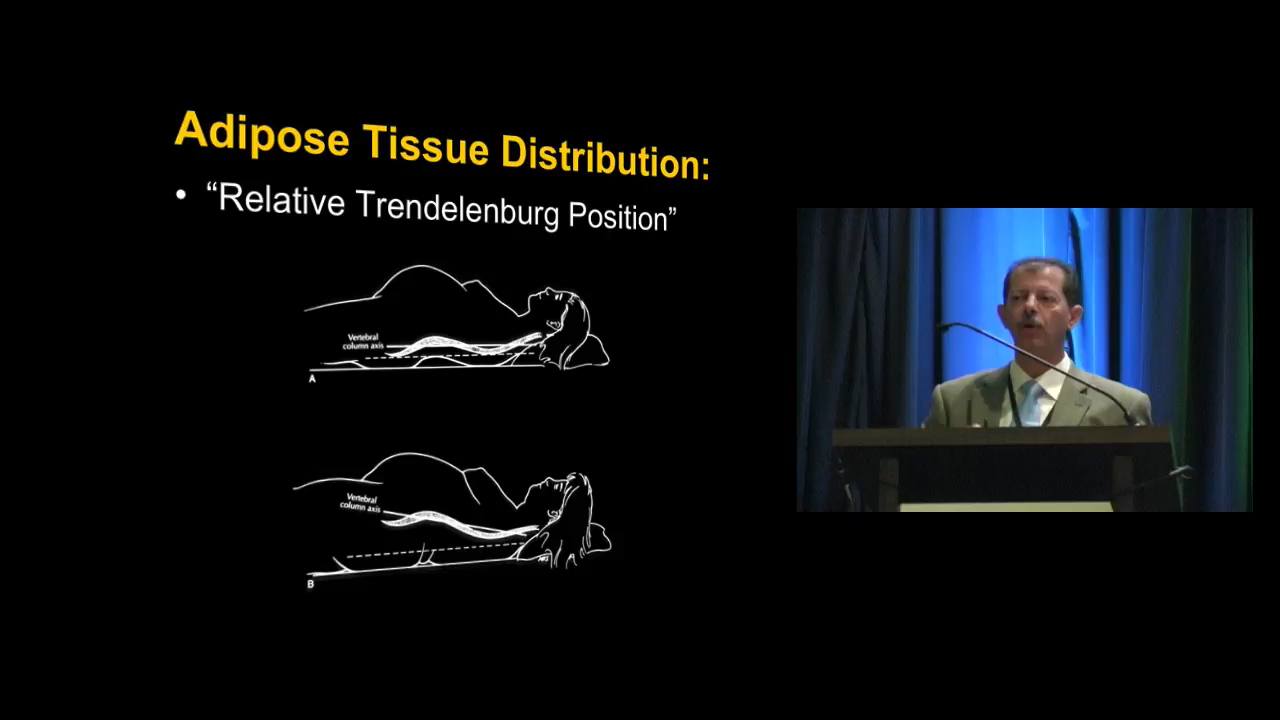 Adipose Tissue Distribution:
• “Relative Trendelenburg Position”
Vertebral
column axis
A
Vertebral
column axis
B